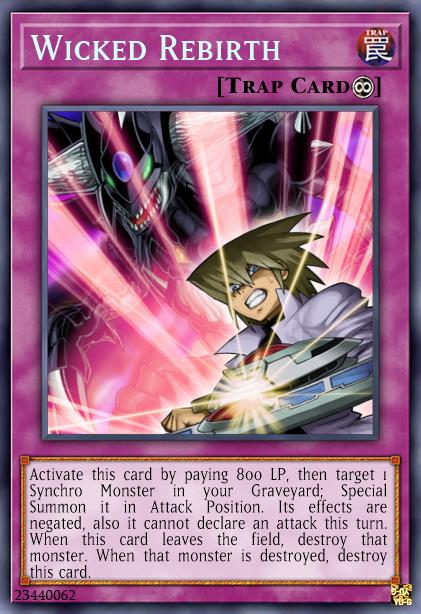 WICKED REBIRTH
TRAP
罠
[TRAP CARD]
Activate this card by paying 800 LP, then target 1
Synchro Monster in your Graveyard; Special
Summon it in Attack Position. Its effects are
negated, also it cannot declare an attack this turn.
When this card leaves the field, destroy that
monster. When that monster is destroyed, destroy
this card.
23440062